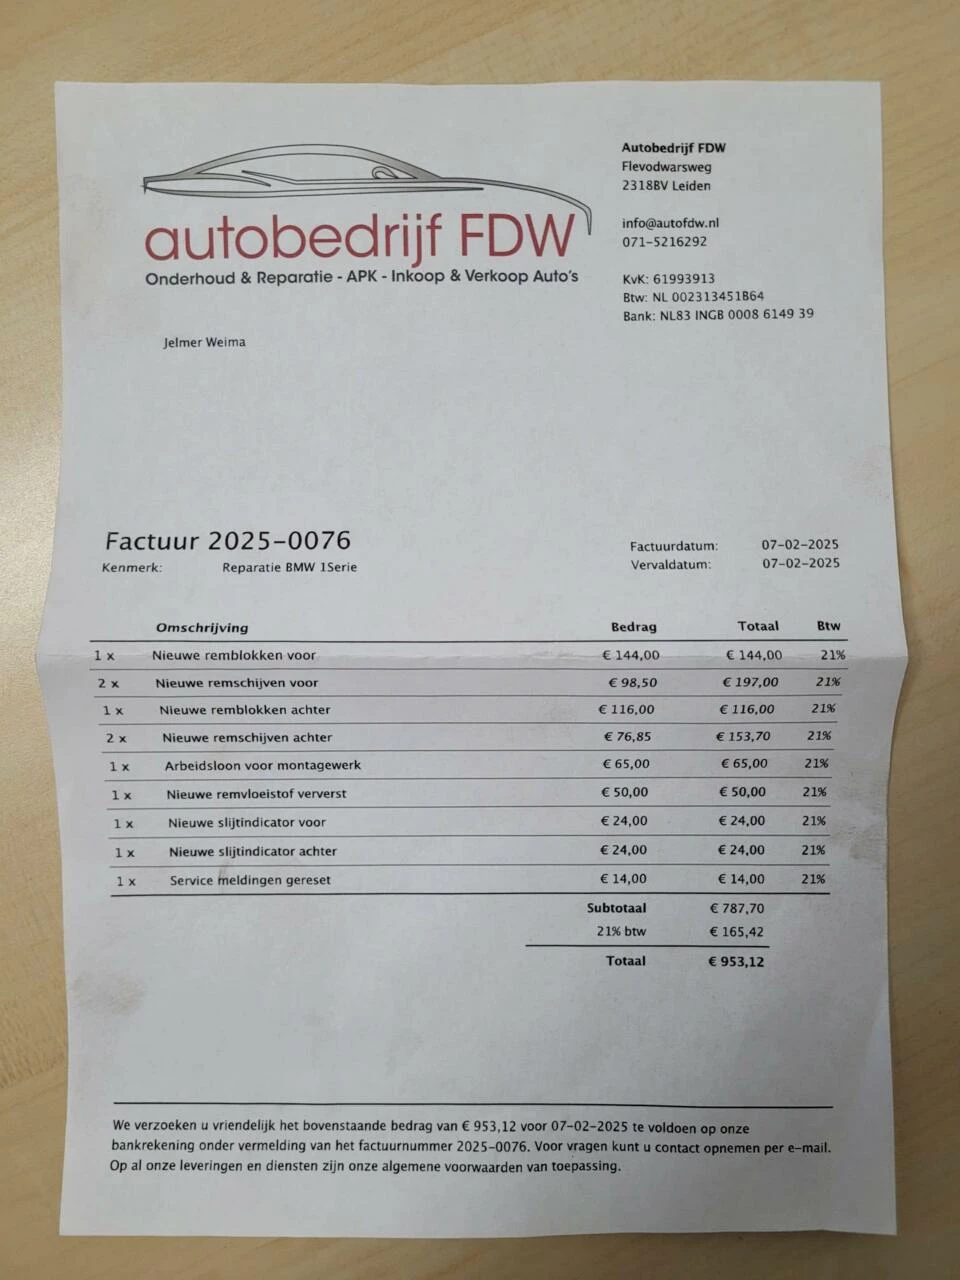 autobedrijf FDW
Onderhoud & Reparatie - APK - Inkoop & Verkoop Auto's
Autobedrijf FDW
Flevodwarsweg
2318BV Leiden
info@autofdw.nl
071-5216292
KvK: 61993913
Btw: NL 002313451B64
Bank: NL83 INGB 0008 6149 39
Jelmer Weima
Factuur 2025-0076
Kenmerk: Reparatie BMW 1Serie
Factuurdatum: 07-02-2025
Vervaldatum: 07-02-2025
Omschrijving Bedrag Totaal Btw
1 x Nieuwe remblokken voor € 144,00 € 144,00 21%
2 x Nieuwe remschijven voor € 98,50 € 197,00 21%
1 x Nieuwe remblokken achter € 116,00 € 116,00 21%
2 x Nieuwe remschijven achter € 76,85 € 153,70 21%
1 x Arbeidsloon voor montagewerk € 65,00 € 65,00 21%
1 x Nieuwe remvloeistof ververst € 50,00 € 50,00 21%
1 x Nieuwe slijtindicator voor € 24,00 € 24,00 21%
1 x Nieuwe slijtindicator achter € 24,00 € 24,00 21%
1 x Service meldingen gereset € 14,00 € 14,00 21%
Subtotaal € 787,70
21% btw € 165,42
Totaal € 953,12
We verzoeken u vriendelijk het bovenstaande bedrag van € 953,12 voor 07-02-2025 te voldoen op onze
bankrekening onder vermelding van het factuurnummer 2025-0076. Voor vragen kunt u contact opnemen per e-mail.
Op al onze leveringen en diensten zijn onze algemene voorwaarden van toepassing.